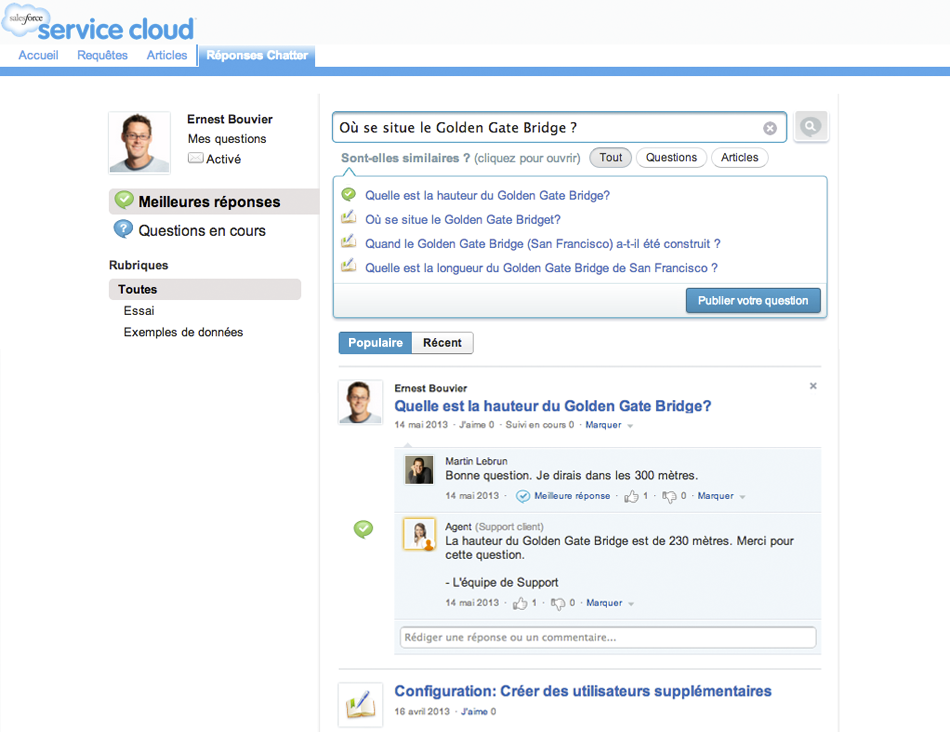 salesforce
service cloud
Accueil Requêtes Articles Réponses Chatter
Ernest Bouvier
Mes questions
Activé
Meilleures réponses
Questions en cours
Rubriques
Toutes
Essai
Exemples de données
Où se situe le Golden Gate Bridge ?
Sont-elles similaires ? (cliquez pour ouvrir) Tout Questions Articles
Quelle est la hauteur du Golden Gate Bridge?
Où se situe le Golden Gate Bridget?
Quand le Golden Gate Bridge (San Francisco) a-t-il été construit ?
Quelle est la longueur du Golden Gate Bridge de San Francisco ?
Publier votre question
Populaire Récent
Ernest Bouvier
Quelle est la hauteur du Golden Gate Bridge?
14 mai 2013 · J'aime 0 · Suivi en cours 0 · Marquer
Martin Lebrun
Bonne question. Je dirais dans les 300 mètres.
14 mai 2013 · Meilleure réponse · 1 · 0 · Marquer
Agent (Support client)
La hauteur du Golden Gate Bridge est de 230 mètres. Merci pour
cette question.
- L'équipe de Support
14 mai 2013 · 1 · 0 · Marquer
Rédiger une réponse ou un commentaire...
Configuration: Créer des utilisateurs supplémentaires
16 avril 2013 · J'aime 0